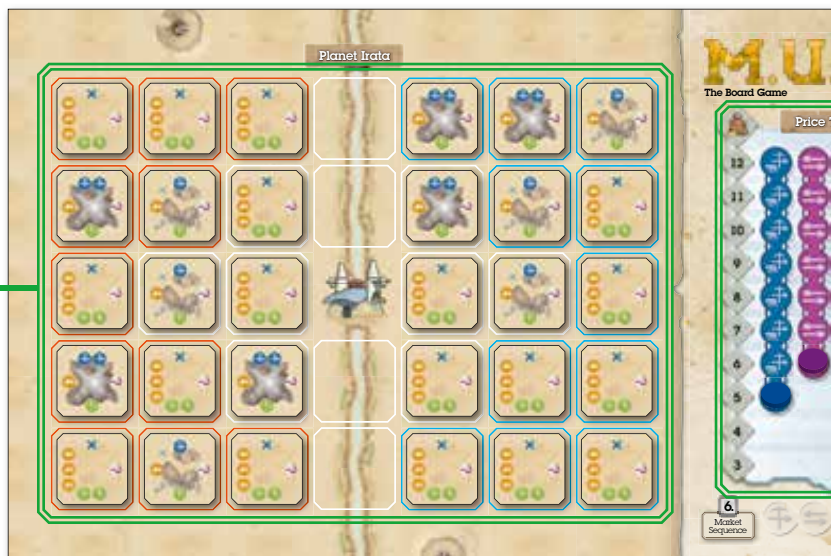 Planet Irata
M.U
The Board Game
Price
12
11
10
9
8
7
6
5
4
3
6.
Market
Sequence